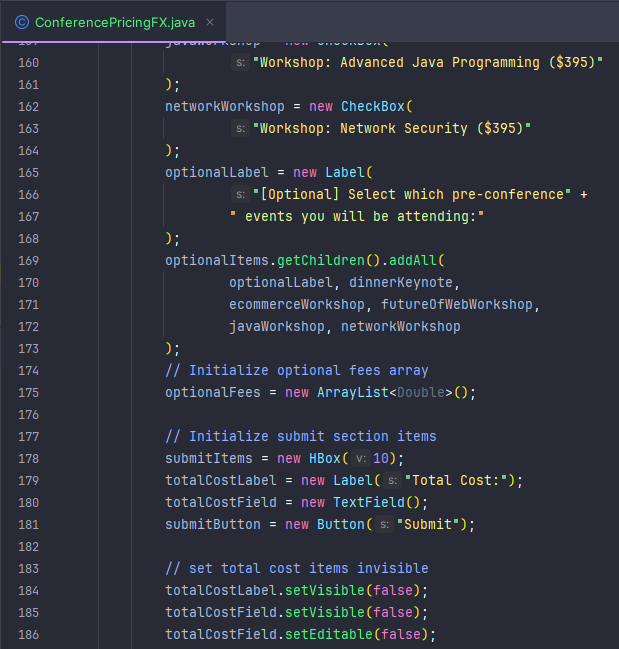 ConferencePricingFX.java ×
159 javaWorkshop = new CheckBox(
160 s: "Workshop: Advanced Java Programming ($395)"
161 );
162 networkWorkshop = new CheckBox(
163 s: "Workshop: Network Security ($395)"
164 );
165 optionalLabel = new Label(
166 s: "[Optional] Select which pre-conference" +
167 " events you will be attending:"
168 );
169 optionalItems.getChildren().addAll(
170 optionalLabel, dinnerKeynote,
171 ecommerceWorkshop, futureOfWebWorkshop,
172 javaWorkshop, networkWorkshop
173 );
174 // Initialize optional fees array
175 optionalFees = new ArrayList<Double>();
176
177 // Initialize submit section items
178 submitItems = new HBox( v: 10);
179 totalCostLabel = new Label( s: "Total Cost:");
180 totalCostField = new TextField();
181 submitButton = new Button( s: "Submit");
182
183 // set total cost items invisible
184 totalCostLabel.setVisible(false);
185 totalCostField.setVisible(false);
186 totalCostField.setEditable(false);